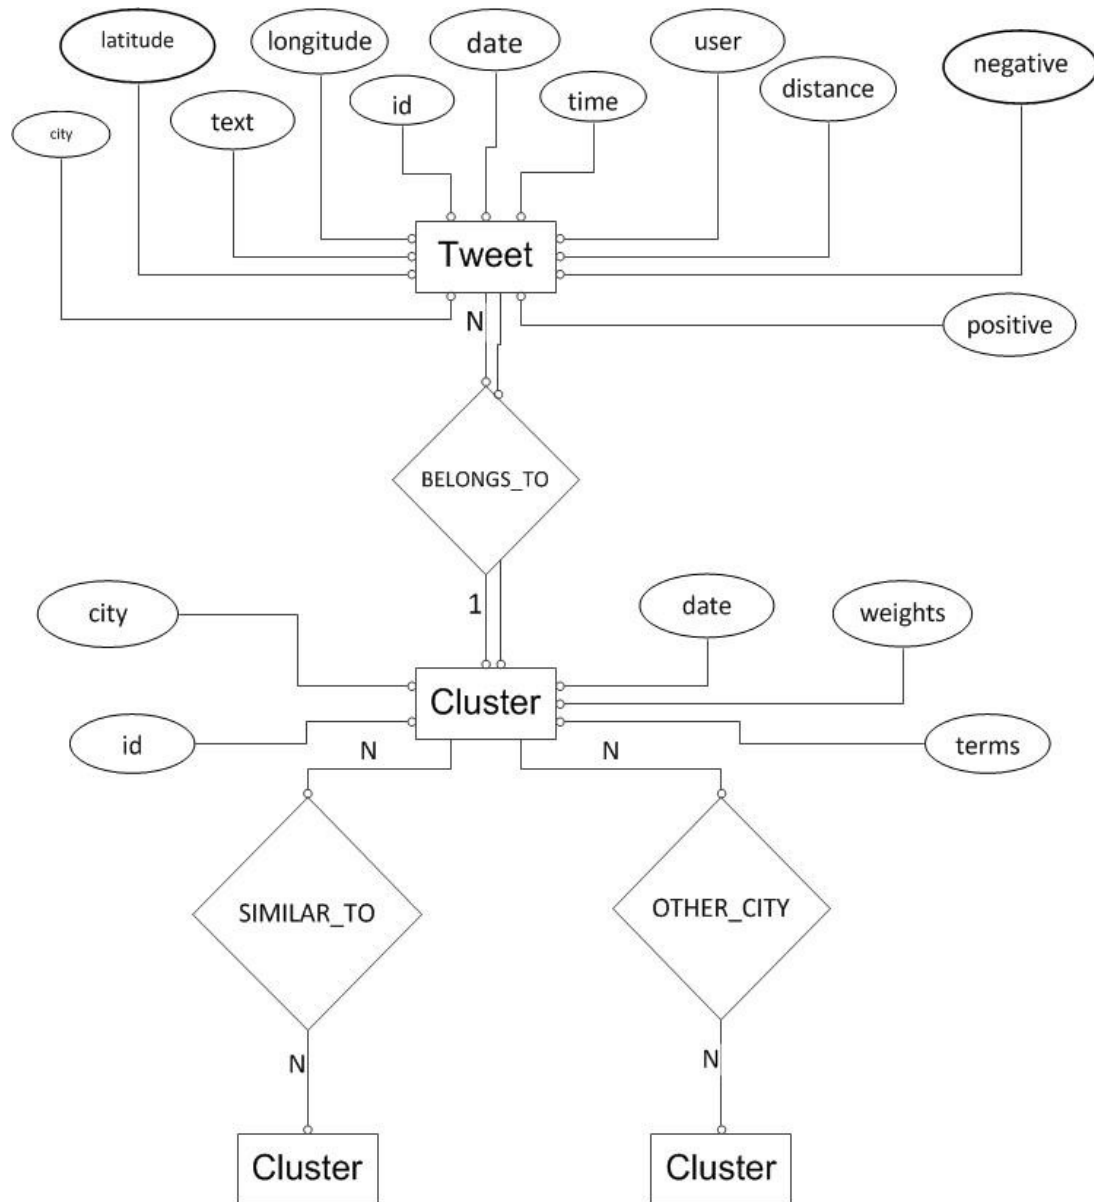 latitude
longitude
date
user
negative
id
time
distance
text
city
Tweet
N
positive
BELONGS_TO
1
city
date
weights
Cluster
id
terms
N
N
SIMILAR_TO
OTHER_CITY
N
N
Cluster
Cluster